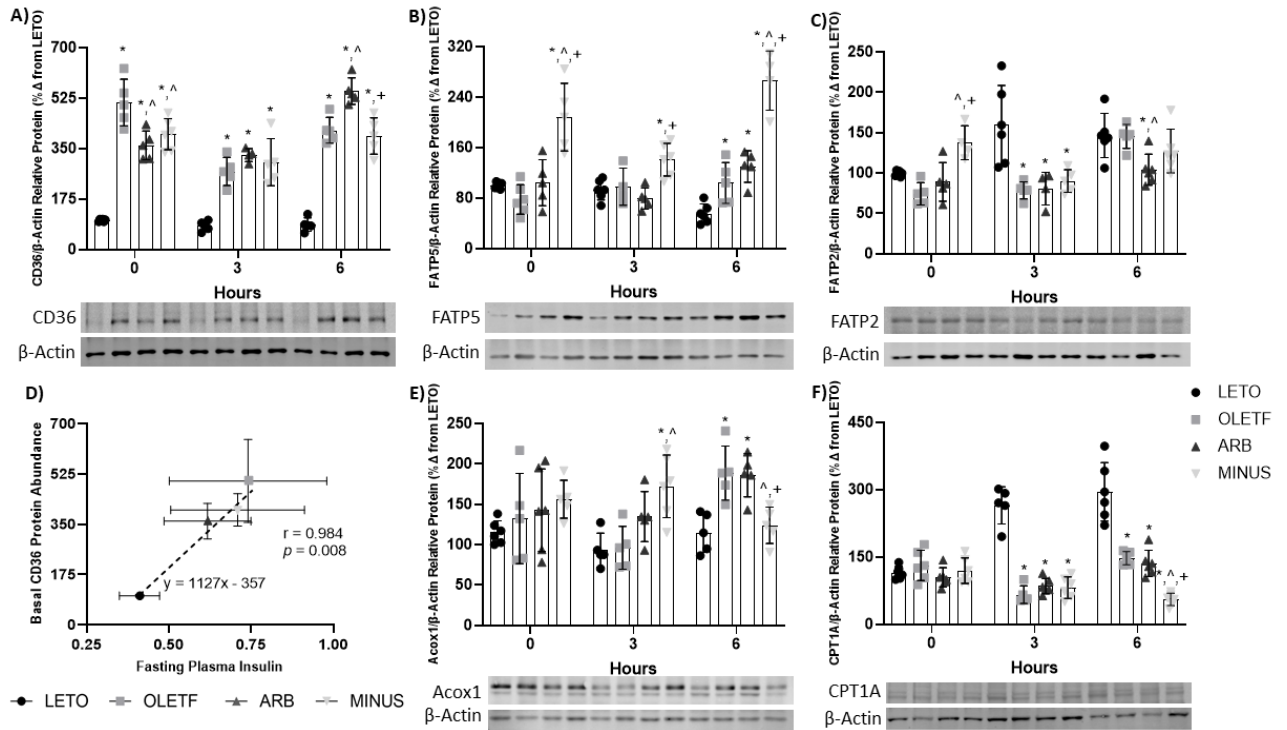 A)
CD36/β-Actin Relative Protein (% Δ from LETO)
700
525
350
175
0
*
*,^
*,^
*
*
*
*
*,^
*,+
0 3 6
Hours
CD36
β-Actin
B)
FATP5/β-Actin Relative Protein (% Δ from LETO)
320
240
160
80
0
*,^,+
*,+
*
*
*,^,+
0 3 6
Hours
FATP5
β-Actin
C)
FATP2/β-Actin Relative Protein (% Δ from LETO)
250
200
150
100
50
0
^,+
*
*
*
*,^
0 3 6
Hours
FATP2
β-Actin
D)
Basal CD36 Protein Abundance
700
525
350
175
0
r = 0.984
p = 0.008
y = 1127x - 357
0.25 0.50 0.75 1.00
Fasting Plasma Insulin
LETO OLETF ARB MINUS
E)
Acox1/β-Actin Relative Protein (% Δ from LETO)
250
200
150
100
50
0
*,^
*
*
^,+
0 3 6
Hours
Acox1
β-Actin
F)
CPT1A/β-Actin Relative Protein (% Δ from LETO)
450
300
150
0
*
*
*
*
*
*,^,+
0 3 6
Hours
CPT1A
β-Actin
LETO
OLETF
ARB
MINUS